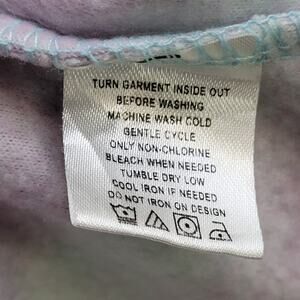 TURN GARMENT INSIDE OUT
BEFORE WASHING
MACHINE WASH COLD
GENTLE CYCLE
ONLY NON-CHLORINE
BLEACH WHEN NEEDED
TUMBLE DRY LOW
COOL IRON IF NEEDED
DO NOT IRON ON DESIGN